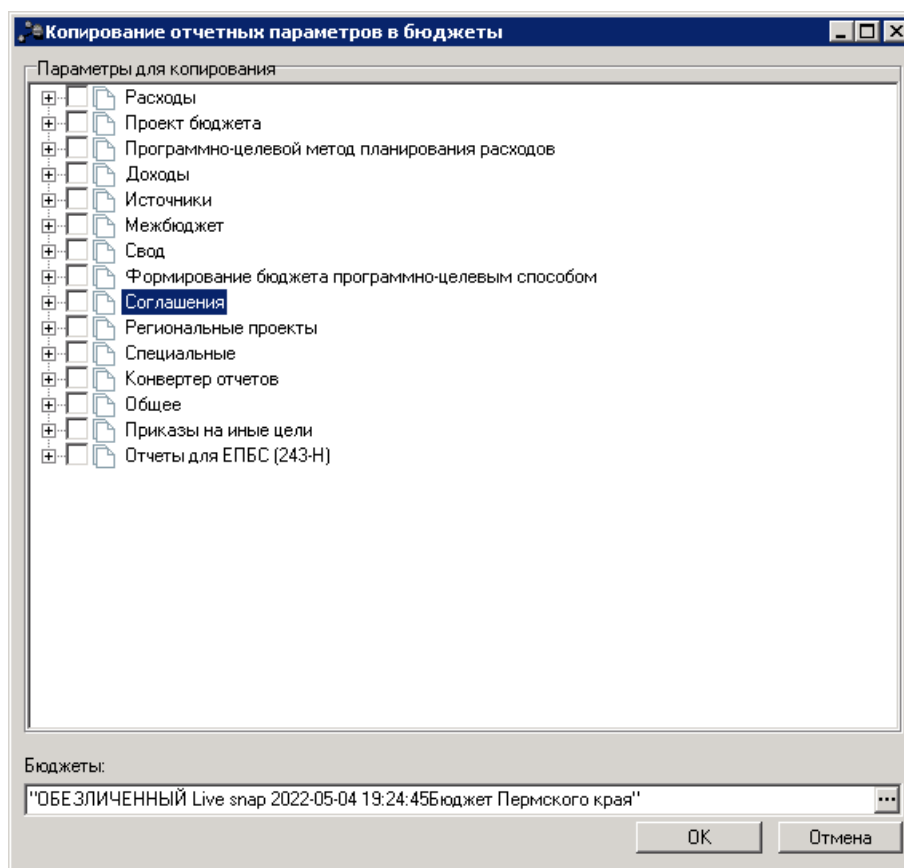 Копирование отчетных параметров в бюджеты
Параметры для копирования
Расходы
Проект бюджета
Программно-целевой метод планирования расходов
Доходы
Источники
Межбюджет
Свод
Формирование бюджета программно-целевым способом
Соглашения
Региональные проекты
Специальные
Конвертер отчетов
Общее
Приказы на иные цели
Отчеты для ЕПБС (243-Н)
Бюджеты:
"ОБЕЗЛИЧЕННЫЙ Live snap 2022-05-04 19:24:45Бюджет Пермского края"
...
OK Отмена